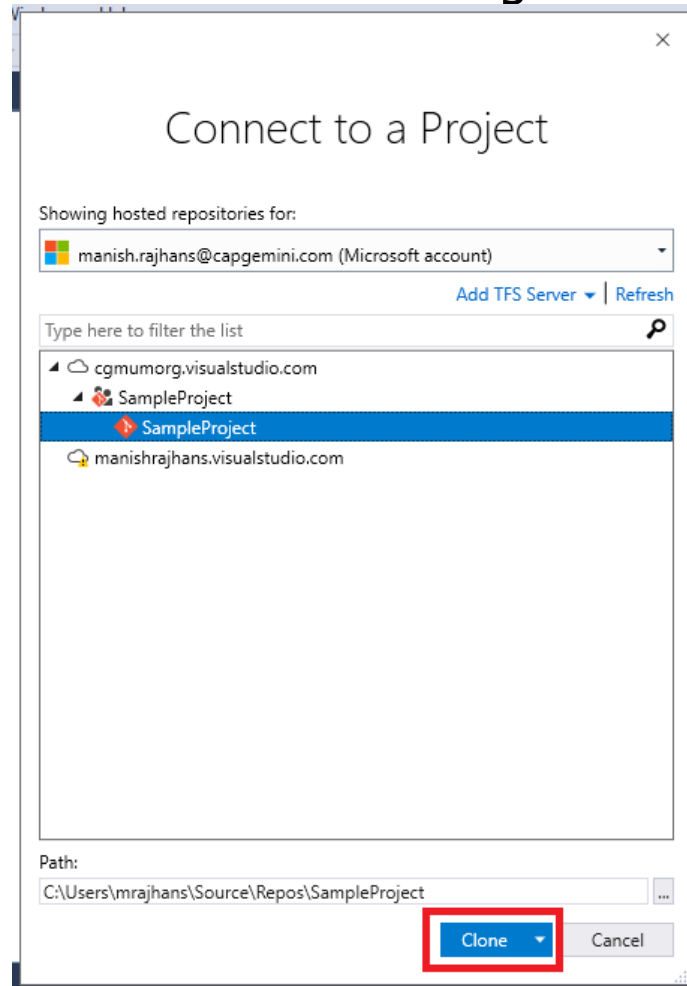 Connect to a Project
Showing hosted repositories for:
manish.rajhans@capgemini.com (Microsoft account)
Add TFS Server | Refresh
Type here to filter the list
cgmumorg.visualstudio.com
SampleProject
SampleProject
manishrajhans.visualstudio.com
Path:
C:\Users\mrajhans\Source\Repos\SampleProject
...
Clone Cancel